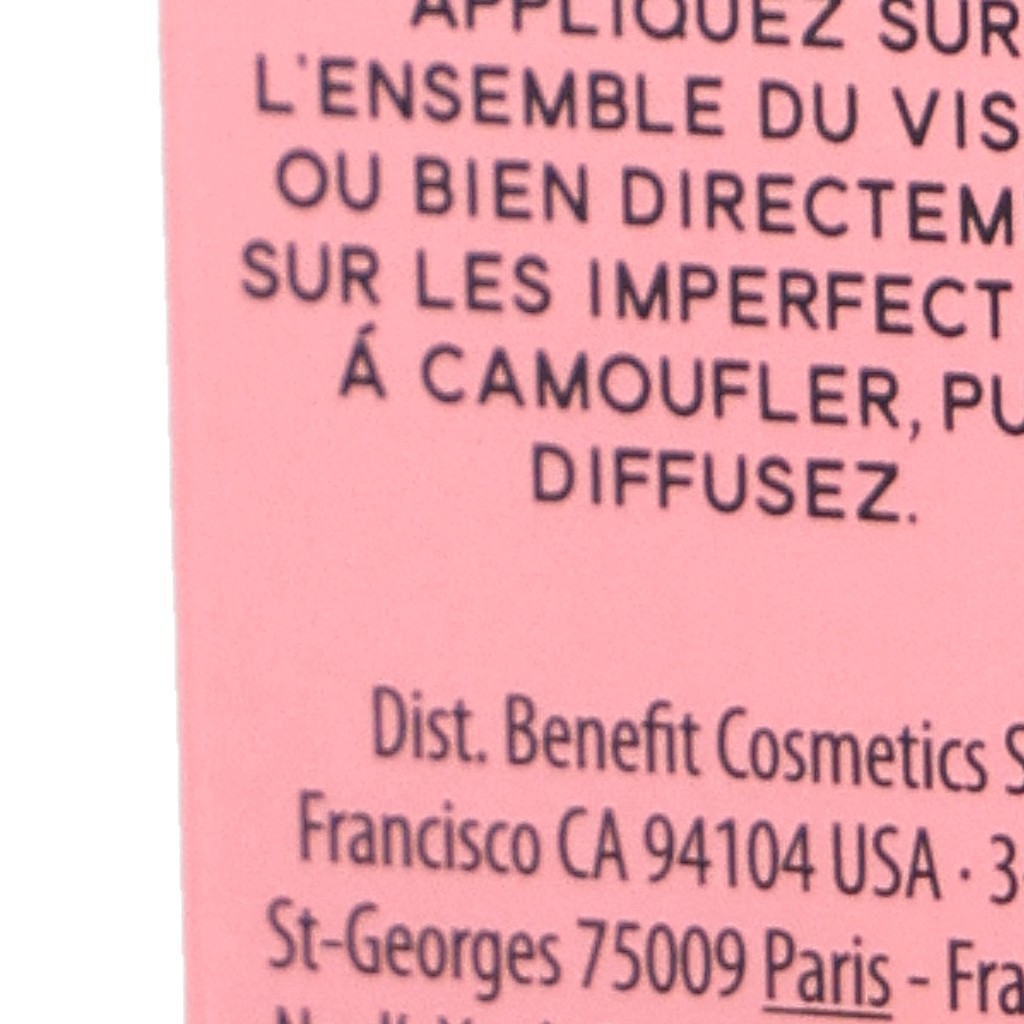 APPLIQUEZ SUR
L'ENSEMBLE DU VIS
OU BIEN DIRECTEM
SUR LES IMPERFECT
Á CAMOUFLER, PU
DIFFUSEZ.
Dist. Benefit Cosmetics S
Francisco CA 94104 USA · 3
St-Georges 75009 Paris - Fra